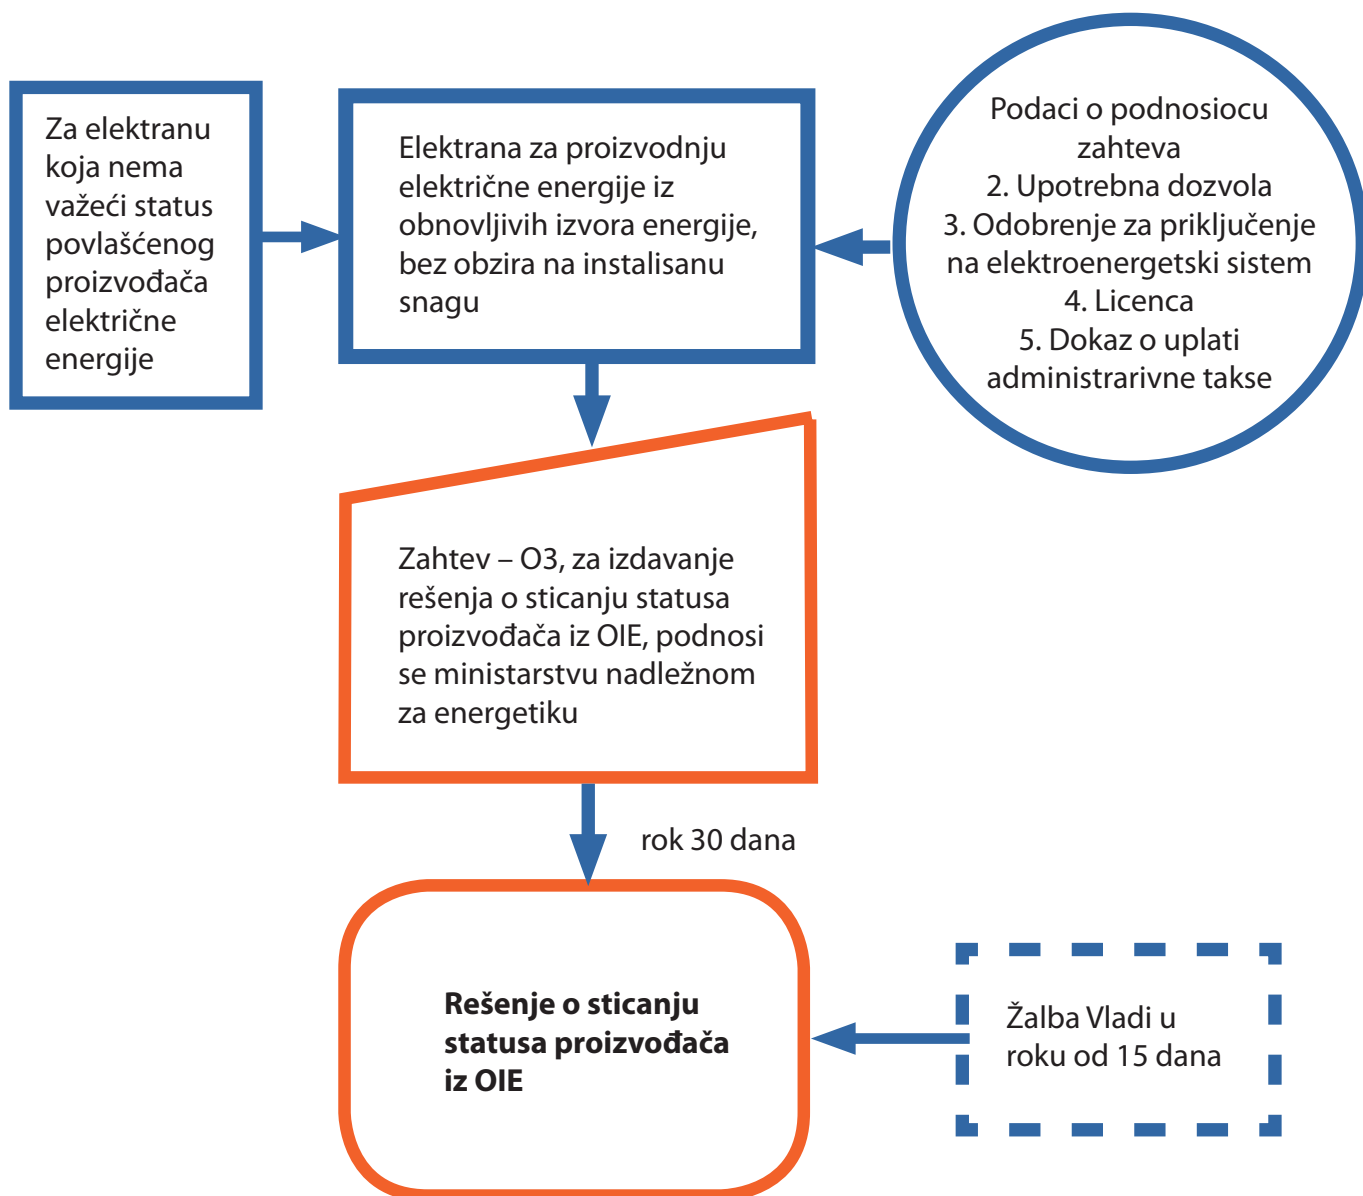 Za elektranu
koja nema
važeći status
povlašćenog
proizvođača
električne
energije
Elektrana za proizvodnju
električne energije iz
obnovljivih izvora energije,
bez obzira na instalisanu
snagu
Podaci o podnosiocu
zahteva
2. Upotrebna dozvola
3. Odobrenje za priključenje
na elektroenergetski sistem
4. Licenca
5. Dokaz o uplati
administrarivne takse
Zahtev – O3, za izdavanje
rešenja o sticanju statusa
proizvođača iz OIE, podnosi
se ministarstvu nadležnom
za energetiku
rok 30 dana
Rešenje o sticanju
statusa proizvođača
iz OIE
Žalba Vladi u
roku od 15 dana